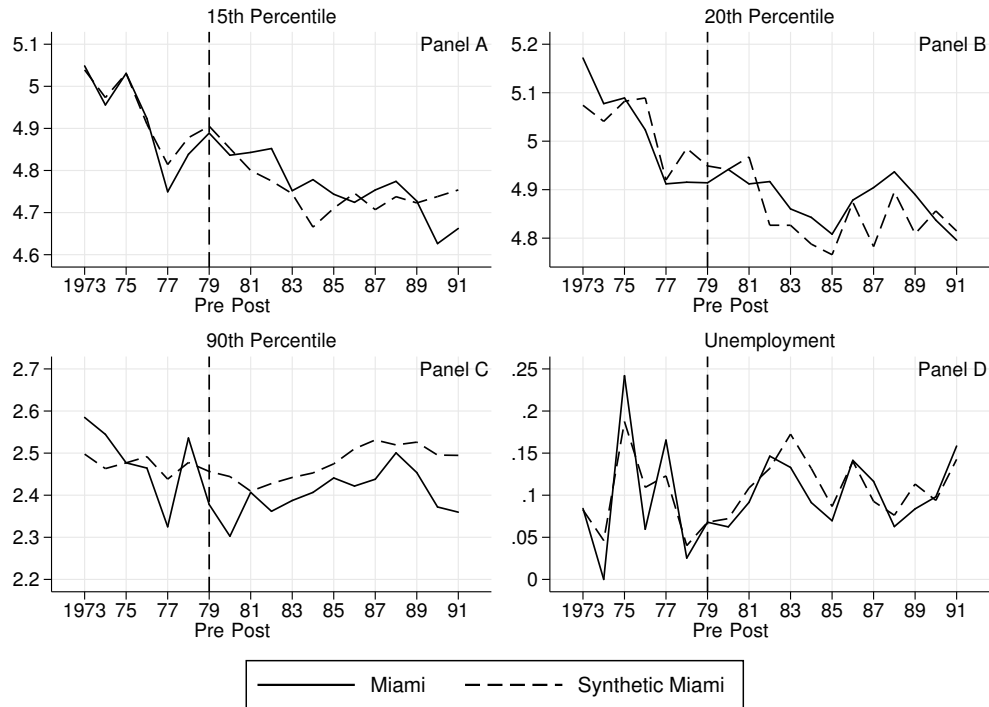 15th Percentile
Panel A
5.1
5
4.9
4.8
4.7
4.6
1973 75 77 79 81 83 85 87 89 91
Pre Post
20th Percentile
Panel B
5.2
5.1
5
4.9
4.8
1973 75 77 79 81 83 85 87 89 91
Pre Post
90th Percentile
Panel C
2.7
2.6
2.5
2.4
2.3
2.2
1973 75 77 79 81 83 85 87 89 91
Pre Post
Unemployment
Panel D
.25
.2
.15
.1
.05
0
1973 75 77 79 81 83 85 87 89 91
Pre Post
Miami
Synthetic Miami